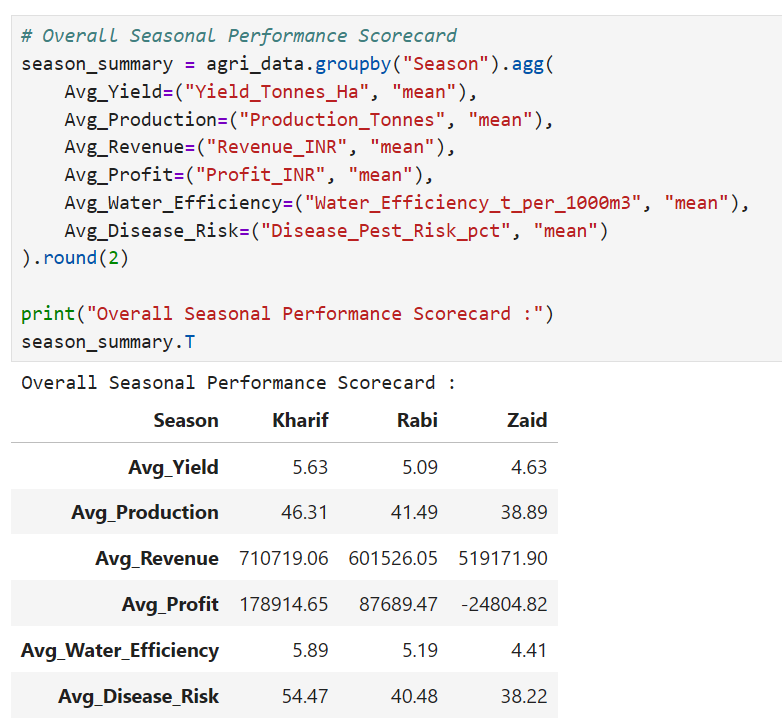 # Overall Seasonal Performance Scorecard
season_summary = agri_data.groupby("Season").agg(
    Avg_Yield=("Yield_Tonnes_Ha", "mean"),
    Avg_Production=("Production_Tonnes", "mean"),
    Avg_Revenue=("Revenue_INR", "mean"),
    Avg_Profit=("Profit_INR", "mean"),
    Avg_Water_Efficiency=("Water_Efficiency_t_per_1000m3", "mean"),
    Avg_Disease_Risk=("Disease_Pest_Risk_pct", "mean")
).round(2)
print("Overall Seasonal Performance Scorecard :")
season_summary.T
Overall Seasonal Performance Scorecard :
Season Kharif Rabi Zaid
Avg_Yield 5.63 5.09 4.63
Avg_Production 46.31 41.49 38.89
Avg_Revenue 710719.06 601526.05 519171.90
Avg_Profit 178914.65 87689.47 -24804.82
Avg_Water_Efficiency 5.89 5.19 4.41
Avg_Disease_Risk 54.47 40.48 38.22